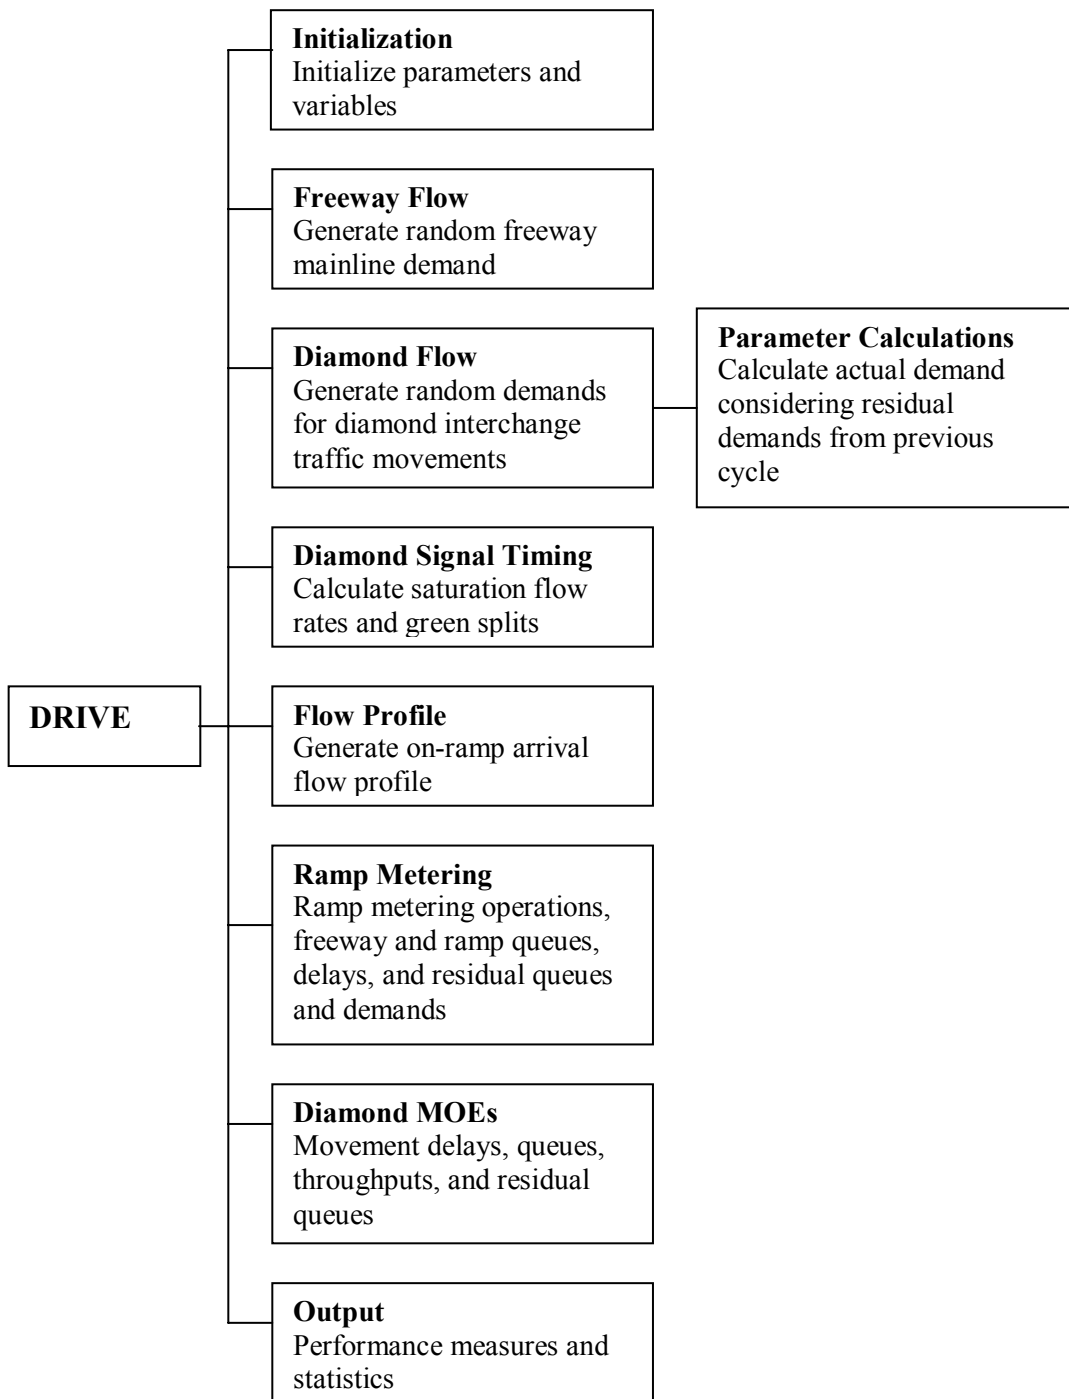 Initialization
Initialize parameters and
variables
Freeway Flow
Generate random freeway
mainline demand
Diamond Flow
Generate random demands
for diamond interchange
traffic movements
Parameter Calculations
Calculate actual demand
considering residual
demands from previous
cycle
Diamond Signal Timing
Calculate saturation flow
rates and green splits
DRIVE
Flow Profile
Generate on-ramp arrival
flow profile
Ramp Metering
Ramp metering operations,
freeway and ramp queues,
delays, and residual queues
and demands
Diamond MOEs
Movement delays, queues,
throughputs, and residual
queues
Output
Performance measures and
statistics